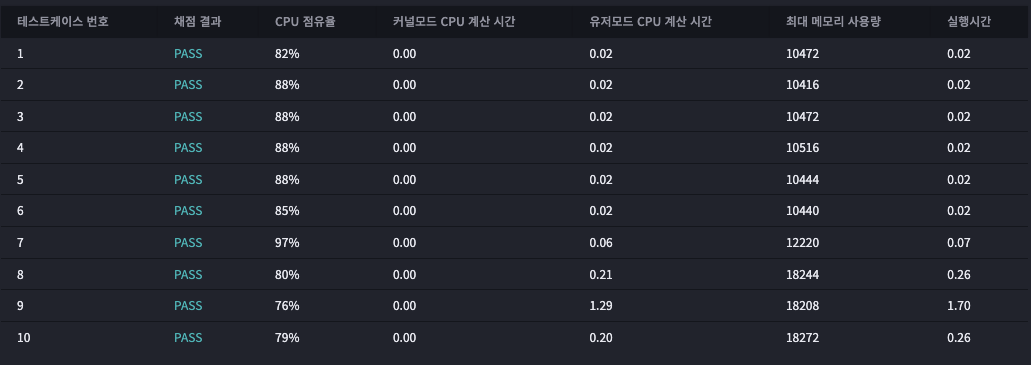 테스트케이스 번호 채점 결과 CPU 점유율 커널모드 CPU 계산 시간 유저모드 CPU 계산 시간 최대 메모리 사용량 실행시간
1 PASS 82% 0.00 0.02 10472 0.02
2 PASS 88% 0.00 0.02 10416 0.02
3 PASS 88% 0.00 0.02 10472 0.02
4 PASS 88% 0.00 0.02 10516 0.02
5 PASS 88% 0.00 0.02 10444 0.02
6 PASS 85% 0.00 0.02 10440 0.02
7 PASS 97% 0.00 0.06 12220 0.07
8 PASS 80% 0.00 0.21 18244 0.26
9 PASS 76% 0.00 1.29 18208 1.70
10 PASS 79% 0.00 0.20 18272 0.26